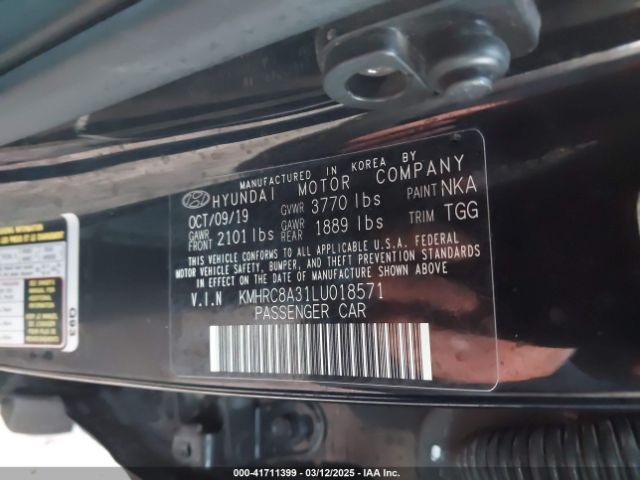 MANUFACTURED IN KOREA BY
HYUNDAI MOTOR COMPANY
OCT/09/19 GVWR 3770 lbs PAINT NKA
GAWR FRONT 2101 lbs GAWR REAR 1889 lbs TRIM TGG
THIS VEHICLE CONFORMS TO ALL APPLICABLE U.S.A. FEDERAL
MOTOR VEHICLE SAFETY, BUMPER, AND THEFT PREVENTION STANDARDS
IN EFFECT ON THE DATE OF MANUFACTURE SHOWN ABOVE.
V.I.N KMHRC8A31LU018571
PASSENGER CAR
G93
000-41711399 - 03/12/2025 - IAA Inc.